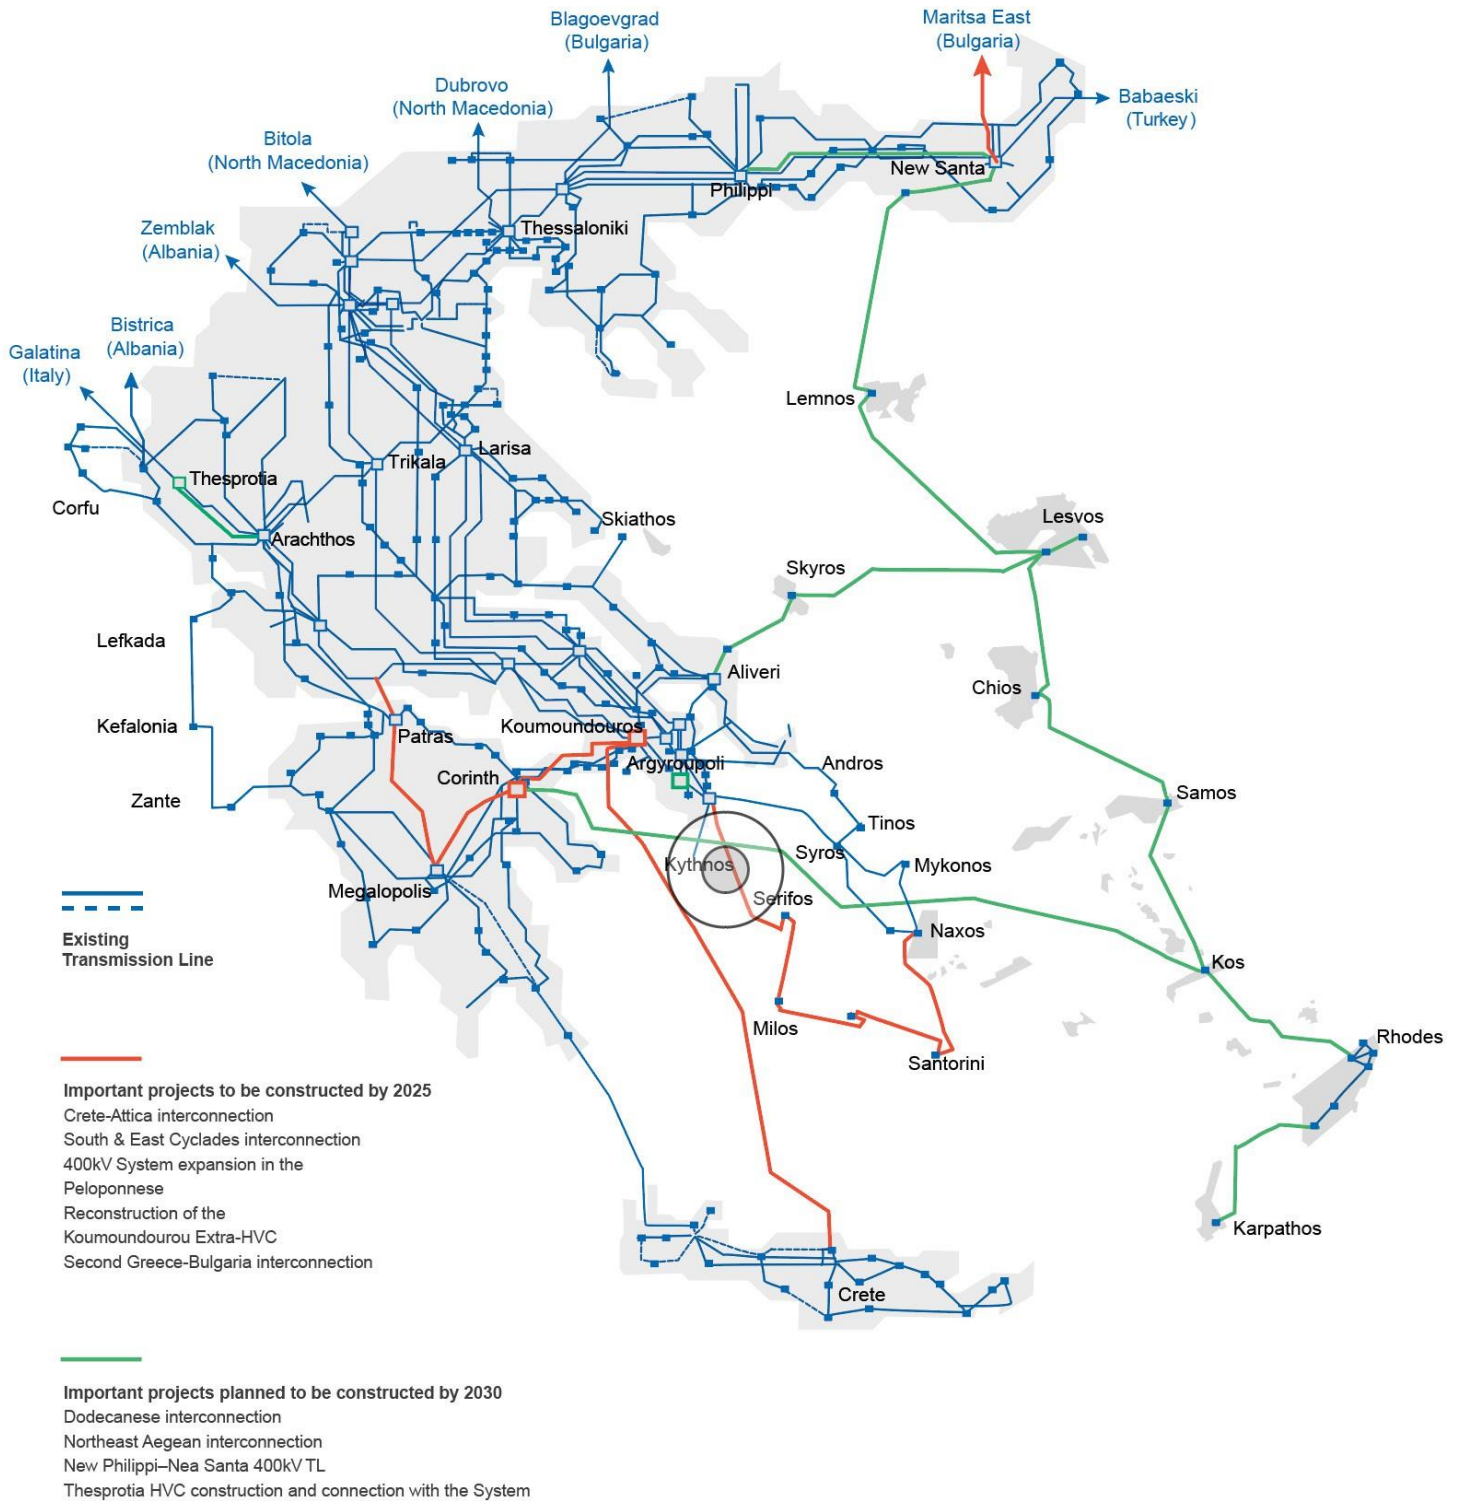 Blagoevgrad
(Bulgaria)
Maritsa East
(Bulgaria)
Dubrovo
(North Macedonia)
Babaeski
(Turkey)
Bitola
(North Macedonia)
New Santa
Philippi
Zemblak
(Albania)
Thessaloniki
Bistrica
(Albania)
Galatina
(Italy)
Lemnos
Larisa
Trikala
Thesprotia
Corfu
Skiathos
Lesvos
Arachthos
Skyros
Lefkada
Aliveri
Chios
Kefalonia
Koumoundouros
Patras
Argyroupoli
Andros
Corinth
Zante
Samos
Tinos
Syros
Kythnos
Mykonos
Megalopolis
Serifos
Naxos
Existing
Transmission Line
Kos
Milos
Santorini
Rhodes
Important projects to be constructed by 2025
Crete-Attica interconnection
South & East Cyclades interconnection
400kV System expansion in the
Peloponnese
Reconstruction of the
Koumoundourou Extra-HVC
Second Greece-Bulgaria interconnection
Karpathos
Crete
Important projects planned to be constructed by 2030
Dodecanese interconnection
Northeast Aegean interconnection
New Philippi–Nea Santa 400kV TL
Thesprotia HVC construction and connection with the System